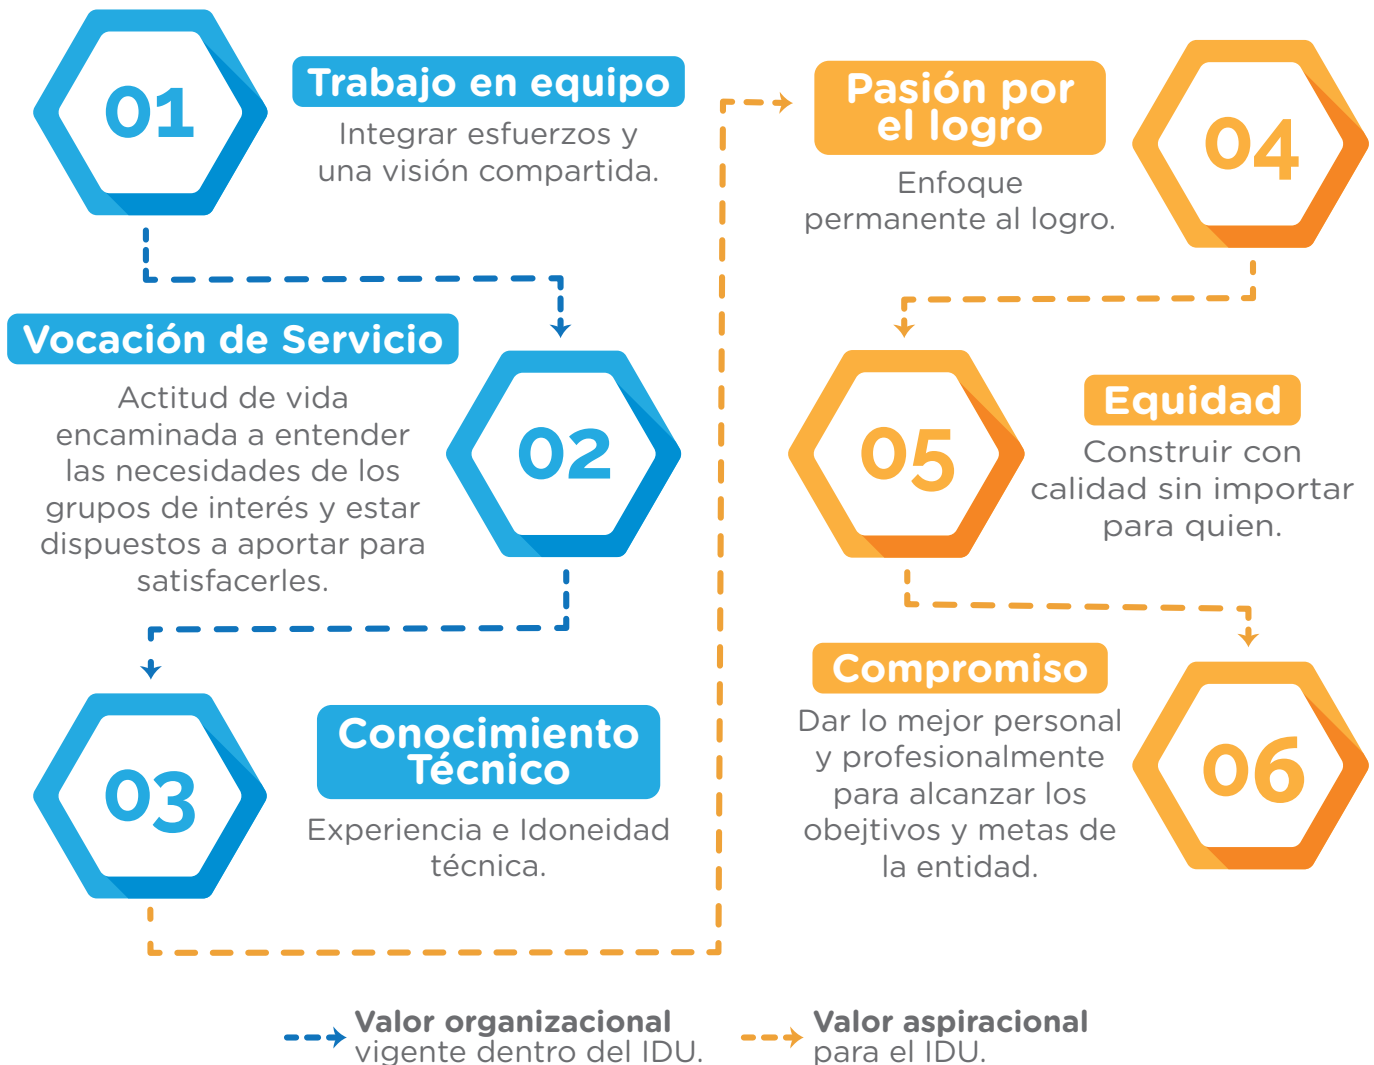 01
Trabajo en equipo
Integrar esfuerzos y
una visión compartida.
Vocación de Servicio
Actitud de vida
encaminada a entender
las necesidades de los
grupos de interés y estar
dispuestos a aportar para
satisfacerles.
02
03
Conocimiento
Técnico
Experiencia e Idoneidad
técnica.
Pasión por
el logro
Enfoque
permanente al logro.
04
05
Equidad
Construir con
calidad sin importar
para quien.
Compromiso
Dar lo mejor personal
y profesionalmente
para alcanzar los
obejtivos y metas de
la entidad.
06
Valor organizacional
vigente dentro del IDU.
Valor aspiracional
para el IDU.